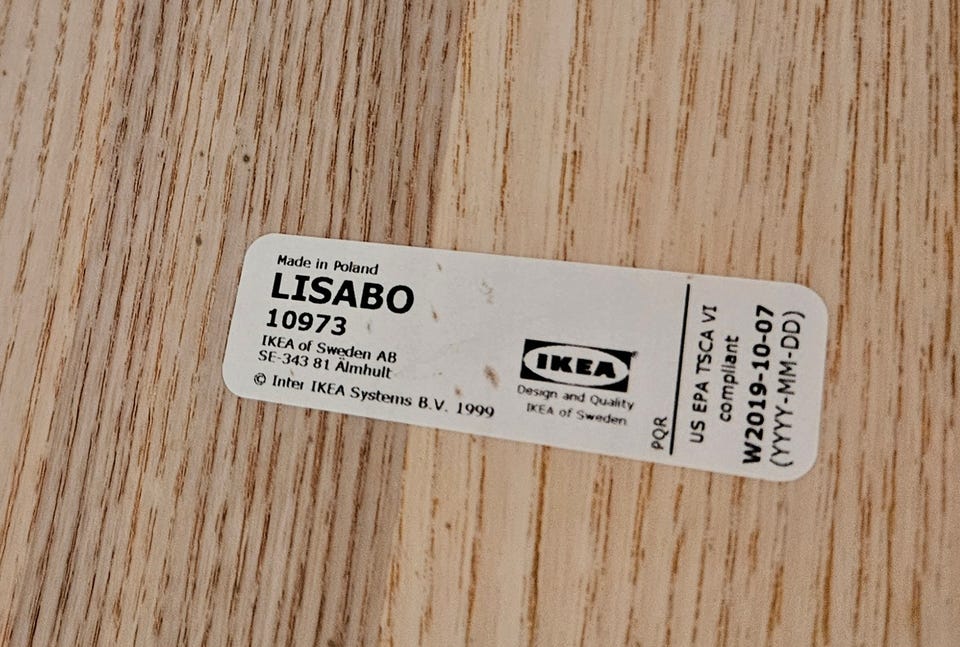 Made in Poland
LISABO
10973
IKEA of Sweden AB
SE-343 81 Älmhult
© Inter IKEA Systems B.V. 1999
IKEA
Design and Quality
IKEA of Sweden
PQR
US EPA TSCA VI
compliant
W2019-10-07
(YYYY-MM-DD)